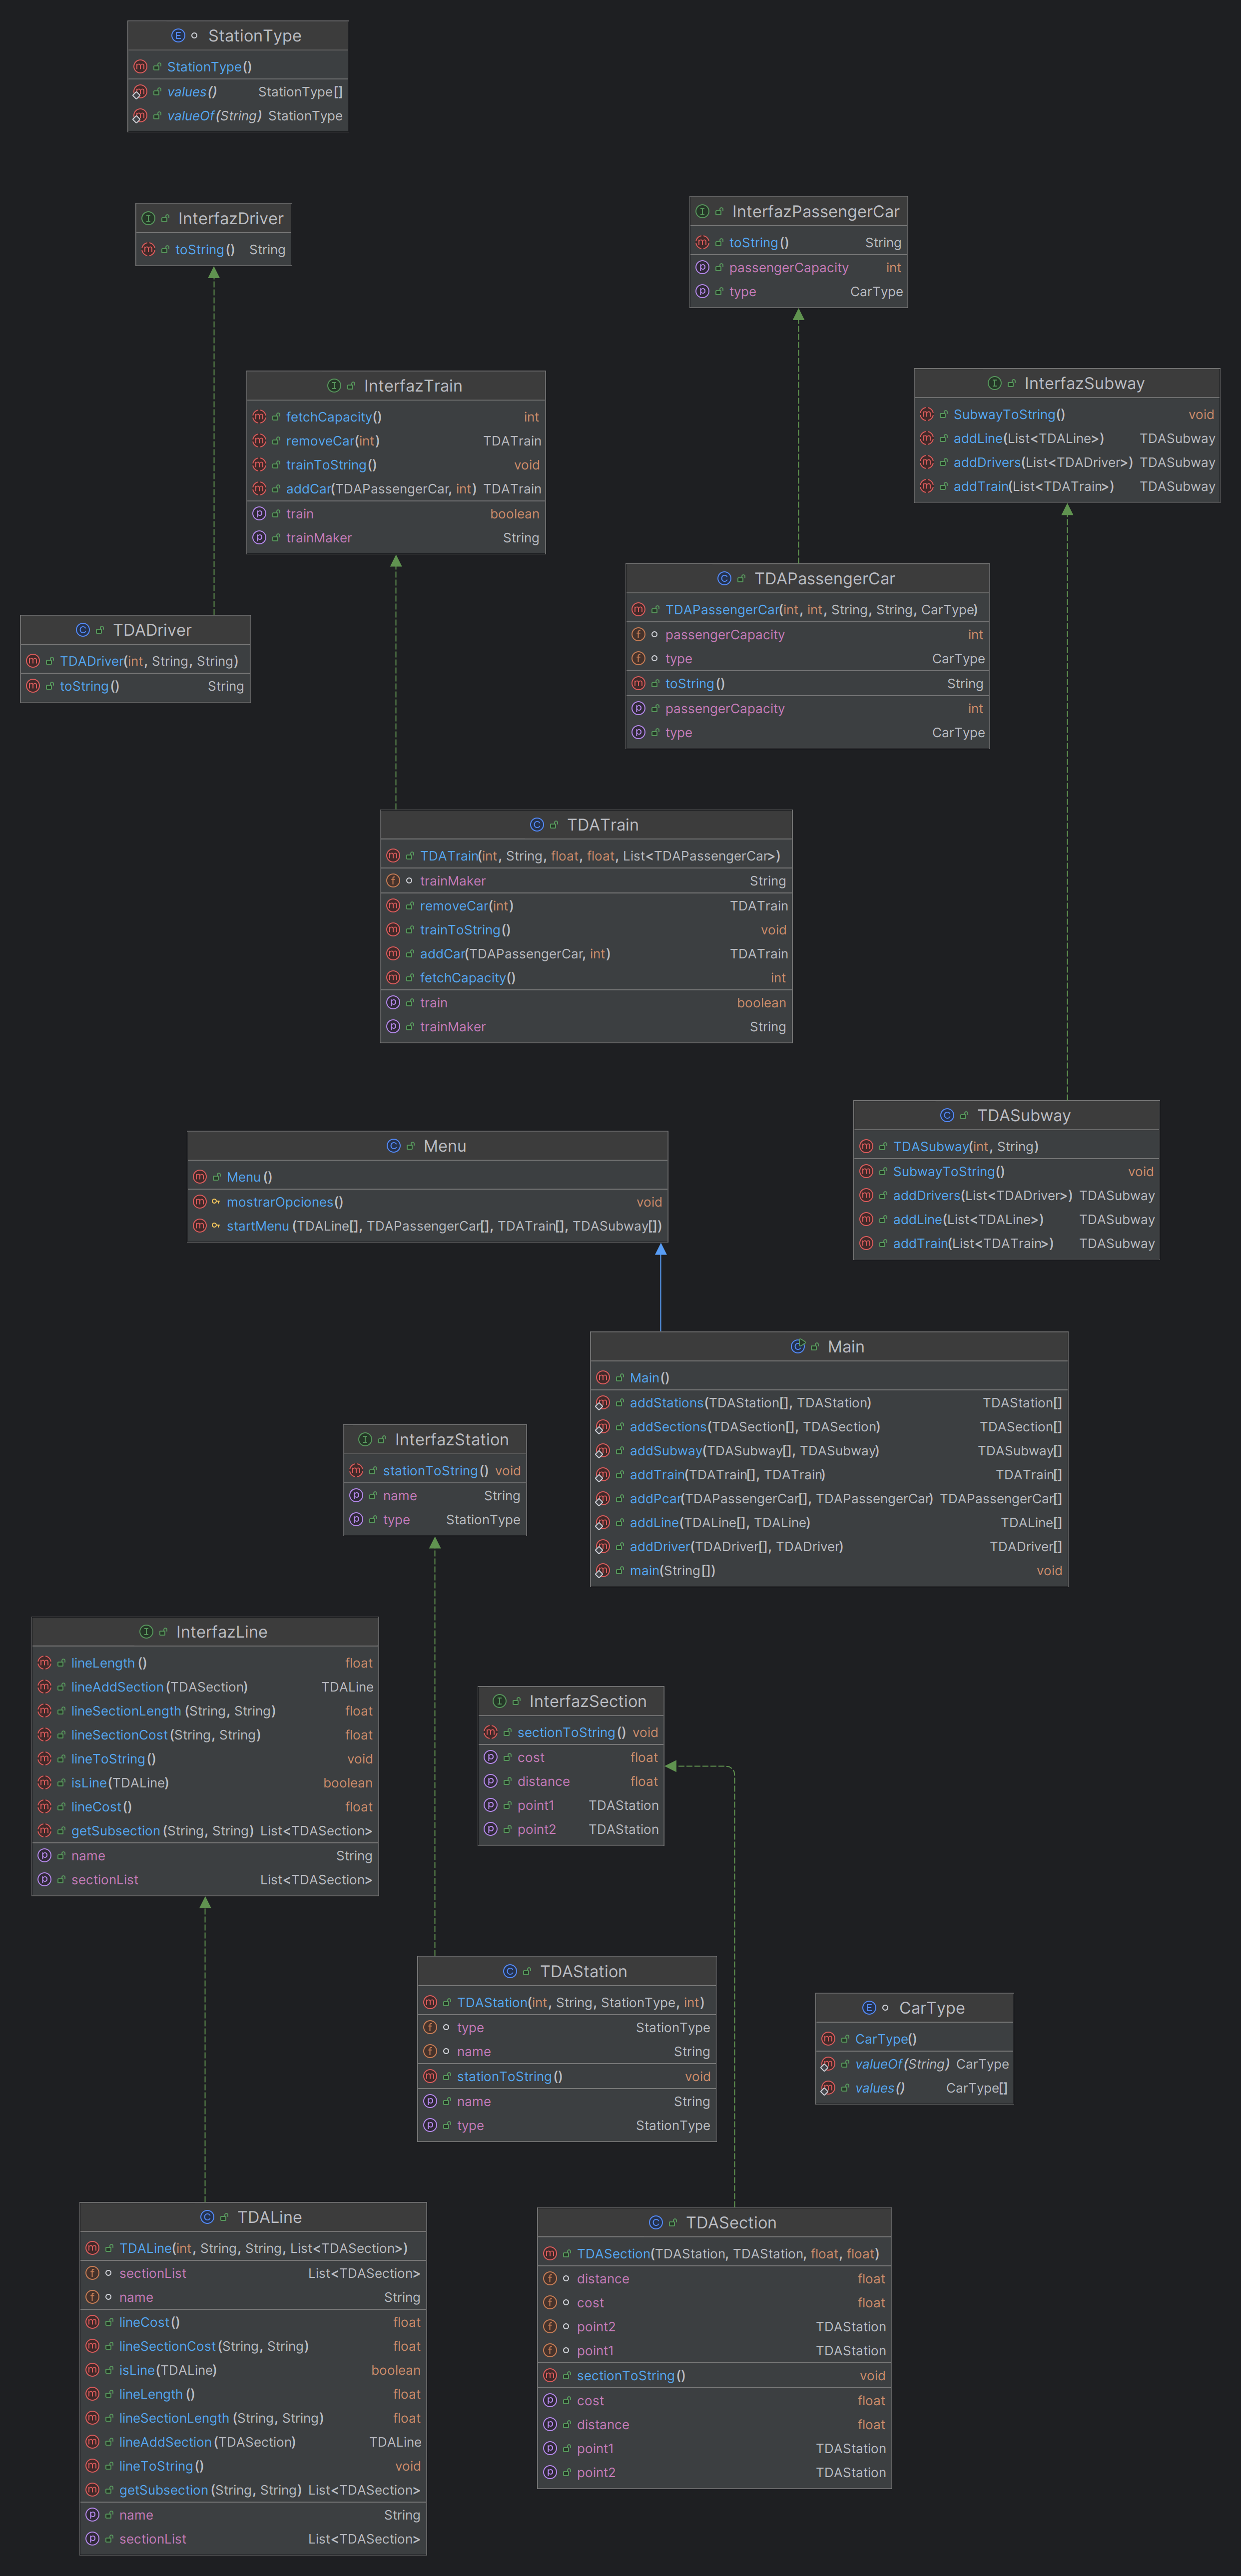 StationType
StationType()
values() StationType[]
valueOf(String) StationType
InterfazDriver
toString() String
InterfazPassengerCar
toString() String
passengerCapacity int
type CarType
InterfazTrain
fetchCapacity() int
removeCar(int) TDATrain
trainToString() void
addCar(TDAPassengerCar, int) TDATrain
train boolean
trainMaker String
InterfazSubway
SubwayToString() void
addLine(List<TDALine>) TDASubway
addDrivers(List<TDADriver>) TDASubway
addTrain(List<TDATrain>) TDASubway
TDADriver
TDADriver(int, String, String)
toString() String
TDAPassengerCar
TDAPassengerCar(int, int, String, String, CarType)
passengerCapacity int
type CarType
toString() String
passengerCapacity int
type CarType
TDATrain
TDATrain(int, String, float, float, List<TDAPassengerCar>)
trainMaker String
removeCar(int) TDATrain
trainToString() void
addCar(TDAPassengerCar, int) TDATrain
fetchCapacity() int
train boolean
trainMaker String
TDASubway
TDASubway(int, String)
SubwayToString() void
addDrivers(List<TDADriver>) TDASubway
addLine(List<TDALine>) TDASubway
addTrain(List<TDATrain>) TDASubway
Menu
Menu()
mostrarOpciones() void
startMenu(TDALine[], TDAPassengerCar[], TDATrain[], TDASubway[])
Main
Main()
addStations(TDAStation[], TDAStation) TDAStation[]
addSections(TDASection[], TDASection) TDASection[]
addSubway(TDASubway[], TDASubway) TDASubway[]
addTrain(TDATrain[], TDATrain) TDATrain[]
addPcar(TDAPassengerCar[], TDAPassengerCar) TDAPassengerCar[]
addLine(TDALine[], TDALine) TDALine[]
addDriver(TDADriver[], TDADriver) TDADriver[]
main(String[]) void
InterfazStation
stationToString() void
name String
type StationType
InterfazLine
lineLength() float
lineAddSection(TDASection) TDALine
lineSectionLength(String, String) float
lineSectionCost(String, String) float
lineToString() void
isLine(TDALine) boolean
lineCost() float
getSubsection(String, String) List<TDASection>
name String
sectionList List<TDASection>
InterfazSection
sectionToString() void
cost float
distance float
point1 TDAStation
point2 TDAStation
TDAStation
TDAStation(int, String, StationType, int)
type StationType
name String
stationToString() void
name String
type StationType
CarType
CarType()
valueOf(String) CarType
values() CarType[]
TDALine
TDALine(int, String, String, List<TDASection>)
sectionList List<TDASection>
name String
lineCost() float
lineSectionCost(String, String) float
isLine(TDALine) boolean
lineLength() float
lineSectionLength(String, String) float
lineAddSection(TDASection) TDALine
lineToString() void
getSubsection(String, String) List<TDASection>
name String
sectionList List<TDASection>
TDASection
TDASection(TDAStation, TDAStation, float, float)
distance float
cost float
point2 TDAStation
point1 TDAStation
sectionToString() void
cost float
distance float
point1 TDAStation
point2 TDAStation